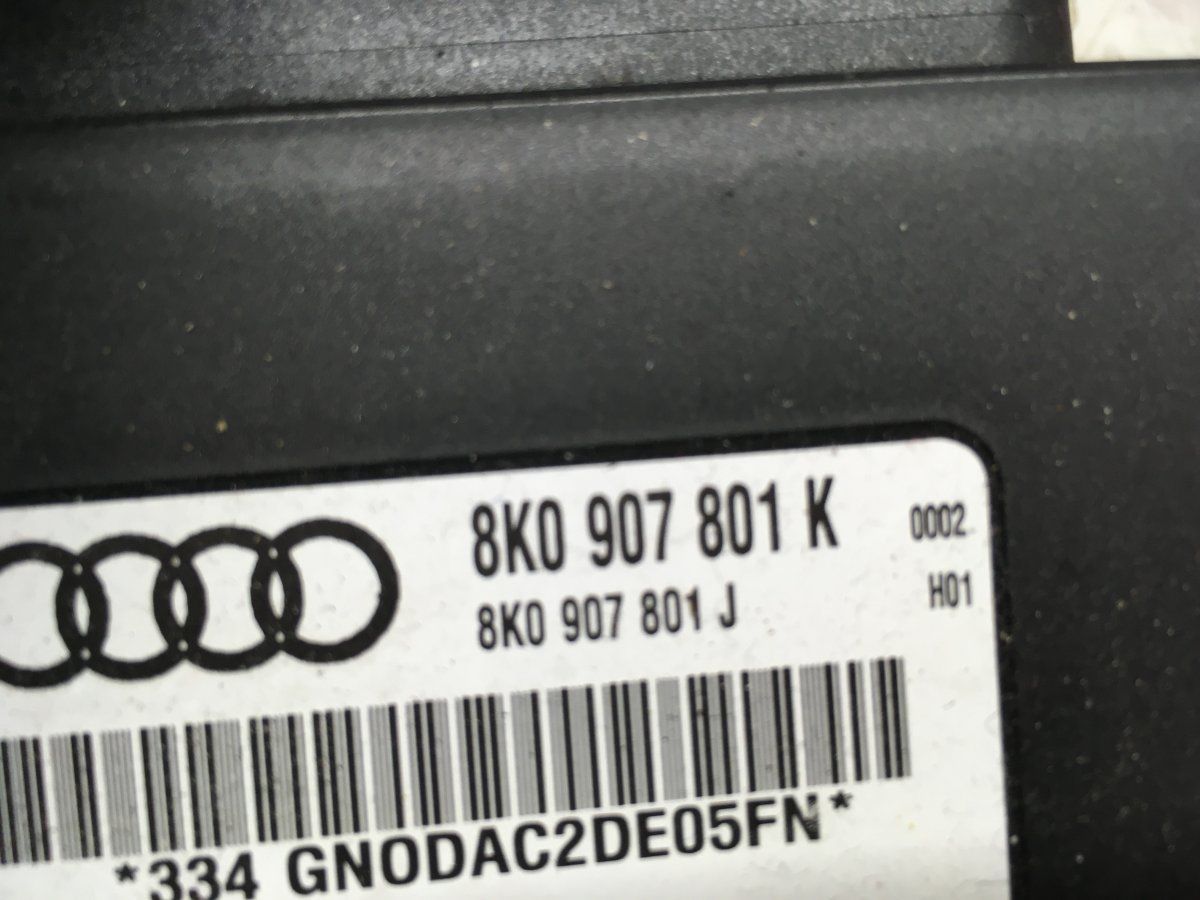 8K0 907 801 K 0002
8K0 907 801 J H01
*334 GNODAC2DE05FN*